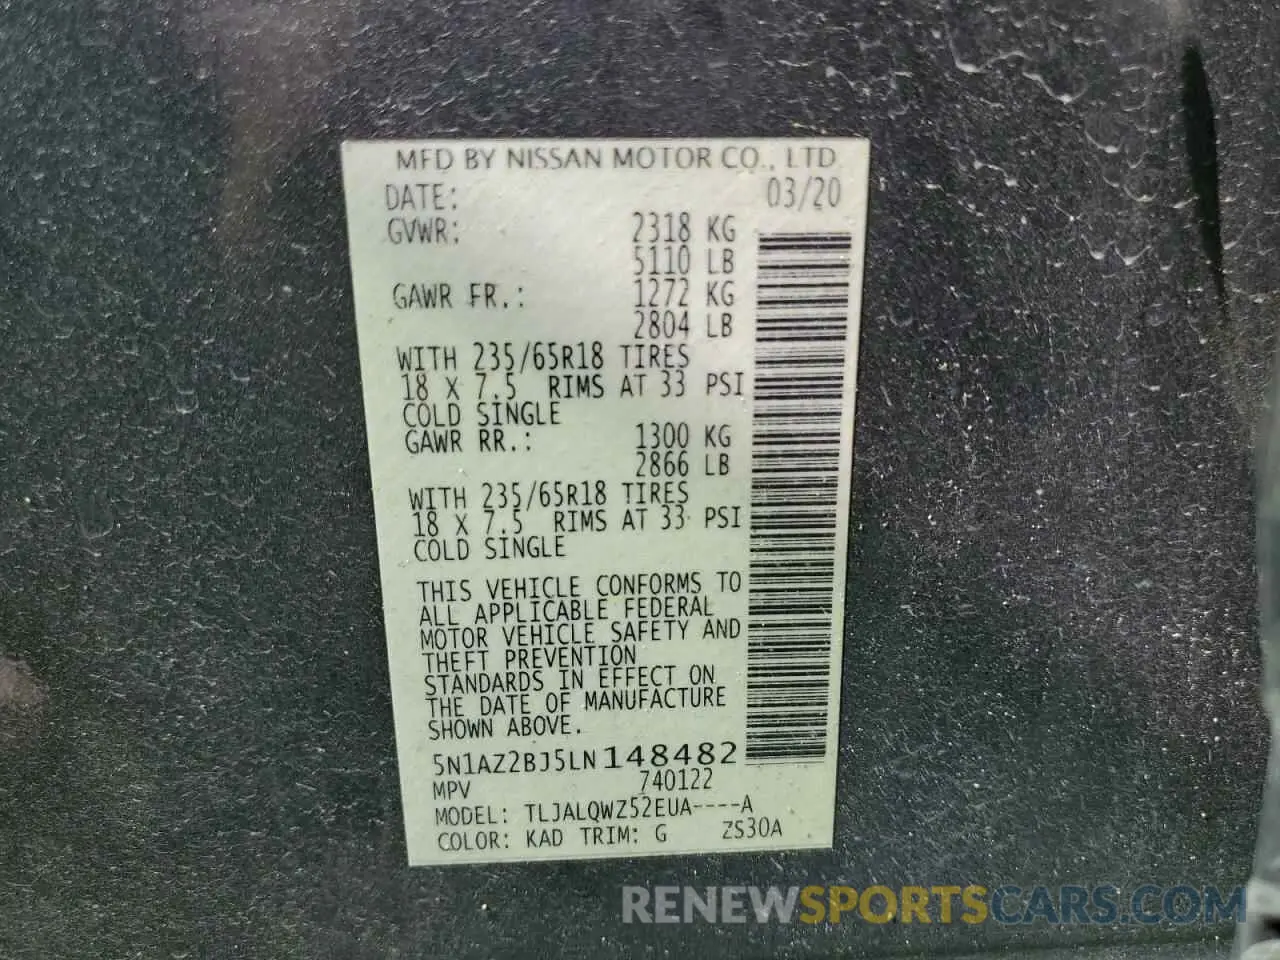 MFD BY NISSAN MOTOR CO., LTD
DATE: 03/20
GVWR: 2318 KG
5110 LB
GAWR FR.: 1272 KG
2804 LB
WITH 235/65R18 TIRES
18 X 7.5 RIMS AT 33 PSI
COLD SINGLE
GAWR RR.: 1300 KG
2866 LB
WITH 235/65R18 TIRES
18 X 7.5 RIMS AT 33 PSI
COLD SINGLE
THIS VEHICLE CONFORMS TO
ALL APPLICABLE FEDERAL
MOTOR VEHICLE SAFETY AND
THEFT PREVENTION
STANDARDS IN EFFECT ON
THE DATE OF MANUFACTURE
SHOWN ABOVE.
5N1AZ2BJ5LN148482
MPV 740122
MODEL: TLJALQWZ52EUA----A
COLOR: KAD TRIM: G ZS30A
RENEWSPORTSCARS.COM